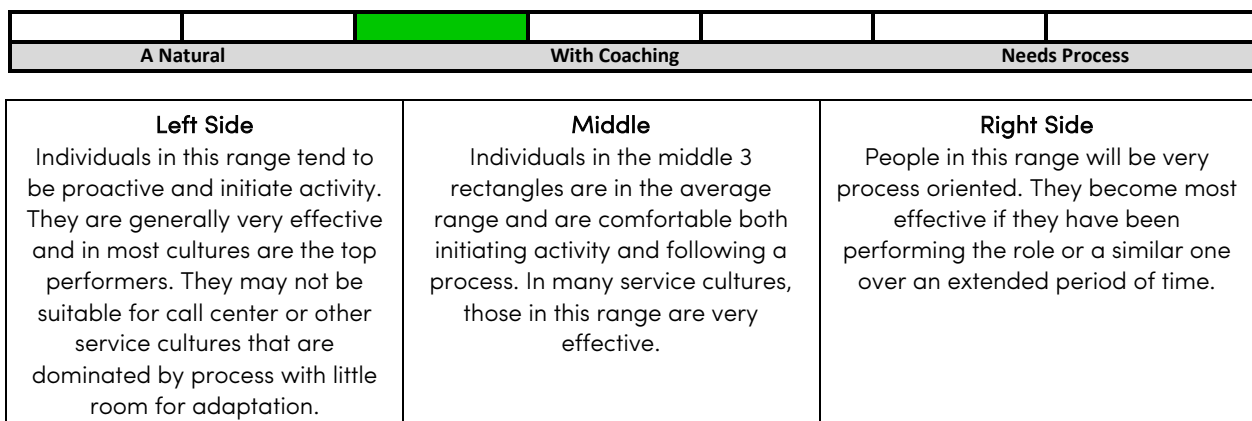 A Natural
With Coaching
Needs Process
Left Side
Individuals in this range tend to
be proactive and initiate activity.
They are generally very effective
and in most cultures are the top
performers. They may not be
suitable for call center or other
service cultures that are
dominated by process with little
room for adaptation.
Middle
Individuals in the middle 3
rectangles are in the average
range and are comfortable both
initiating activity and following a
process. In many service cultures,
those in this range are very
effective.
Right Side
People in this range will be very
process oriented. They become most
effective if they have been
performing the role or a similar one
over an extended period of time.